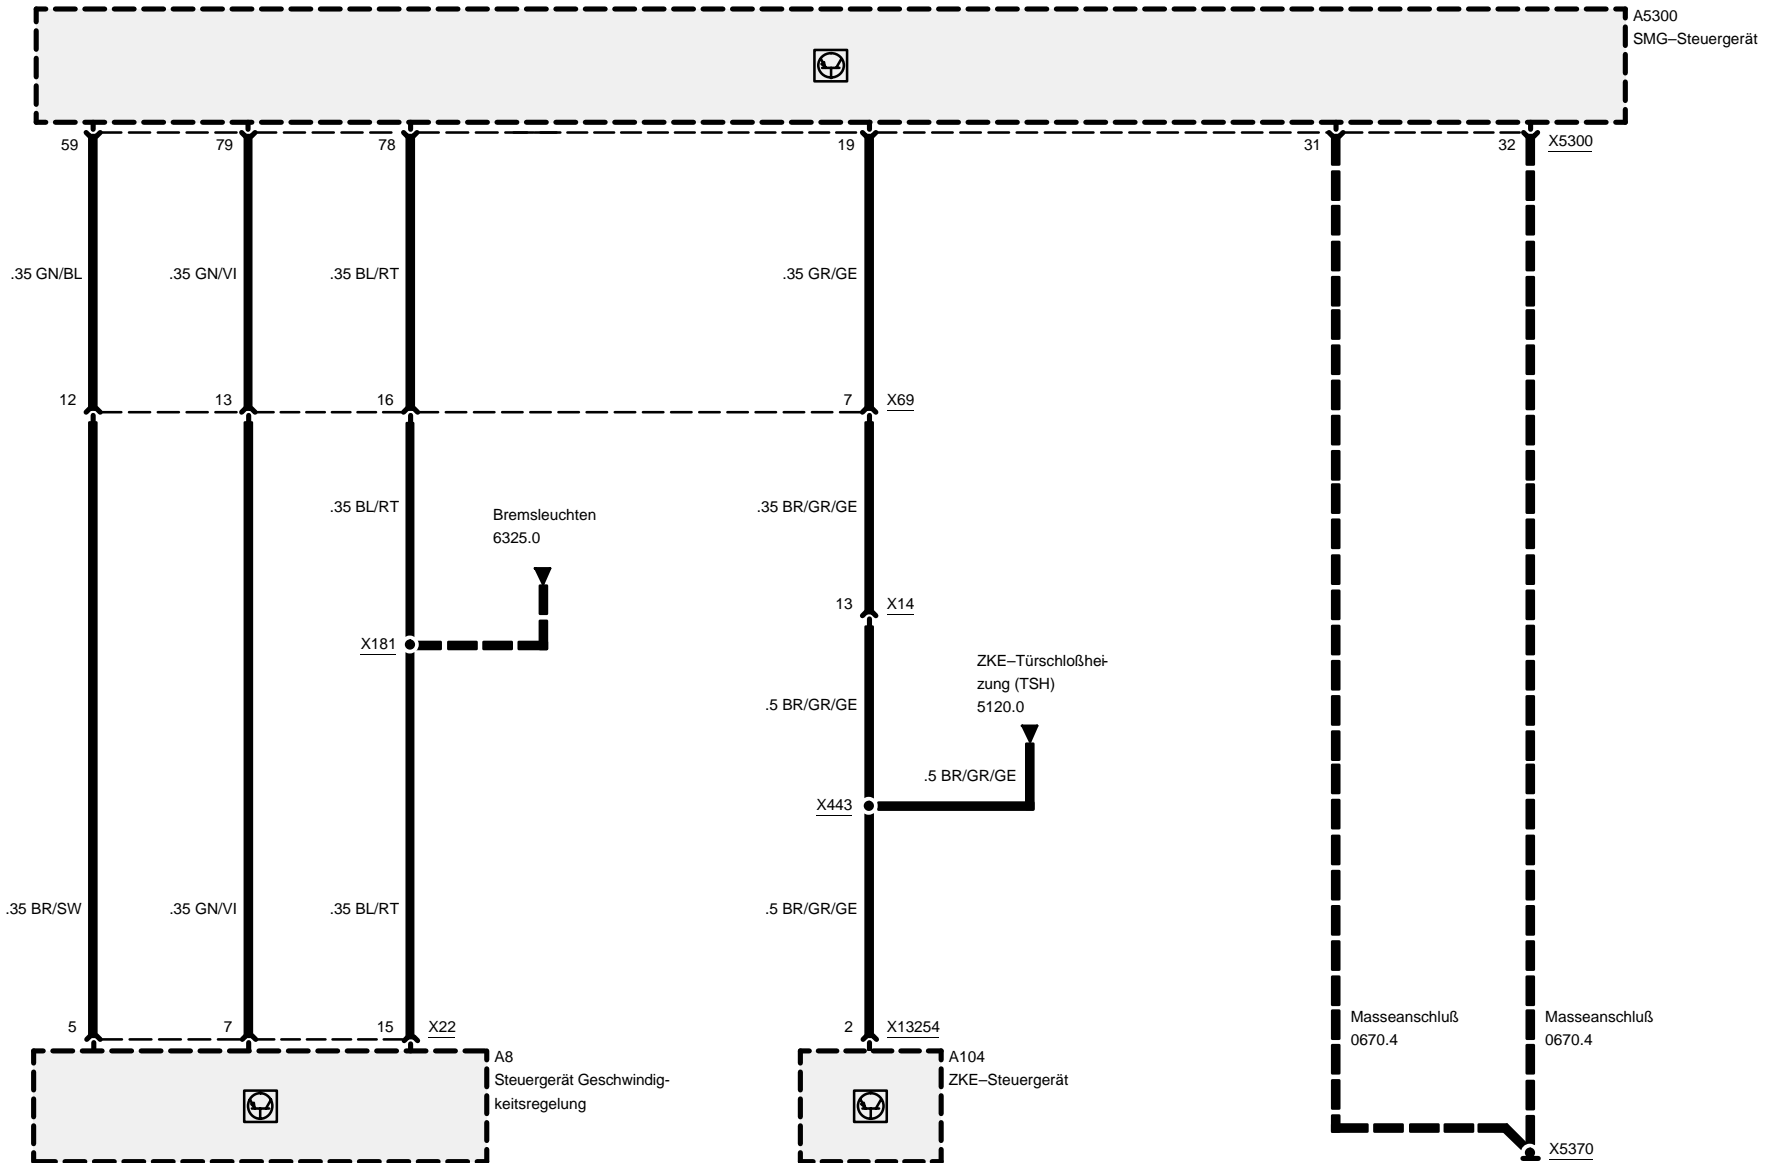 A5300
SMG–Steuergerät
59
79
78
19
31
32
X5300
.35 GN/BL
.35 GN/VI
.35 BL/RT
.35 GR/GE
12
13
16
7
X69
.35 BL/RT
Bremsleuchten
6325.0
.35 BR/GR/GE
13
X14
X181
ZKE–Türschloßhei-
zung (TSH)
5120.0
.5 BR/GR/GE
.5 BR/GR/GE
X443
.35 BR/SW
.35 GN/VI
.35 BL/RT
.5 BR/GR/GE
Masseanschluß
0670.4
Masseanschluß
0670.4
5
7
15
X22
2
X13254
A8
Steuergerät Geschwindig-
keitsregelung
A104
ZKE–Steuergerät
X5370